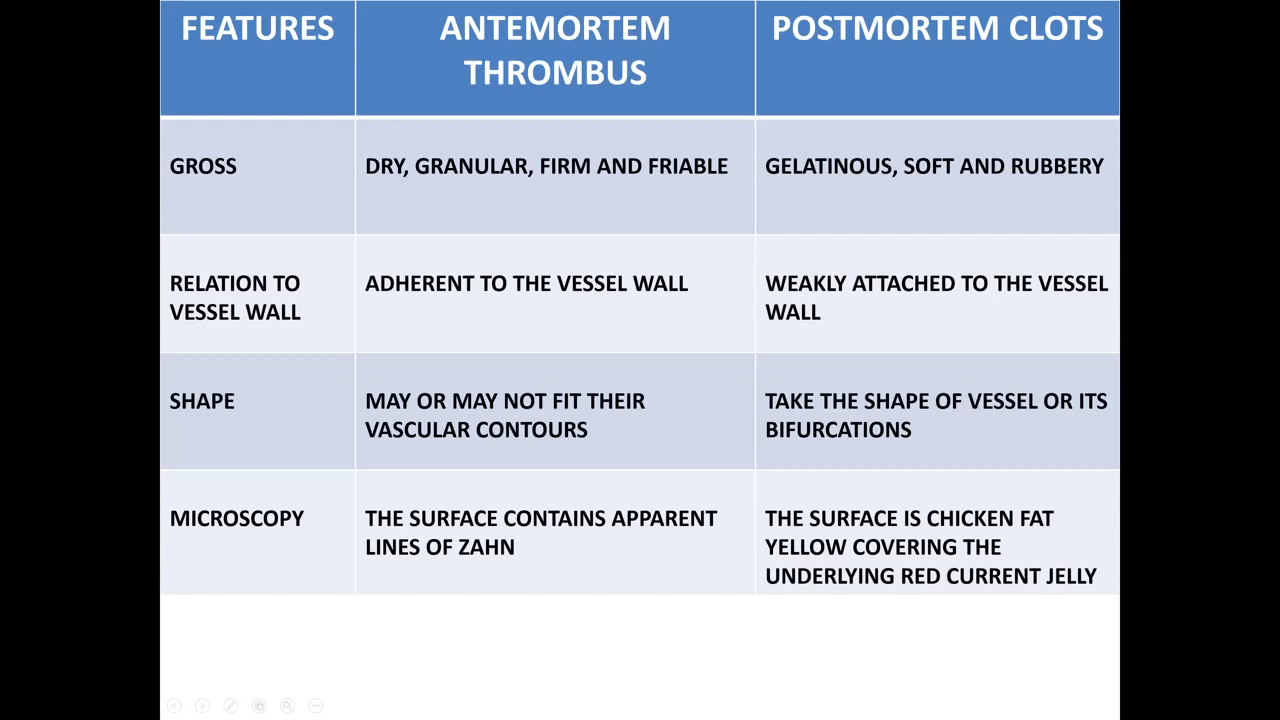 FEATURES
ANTEMORTEM
THROMBUS
POSTMORTEM CLOTS
GROSS
DRY, GRANULAR, FIRM AND FRIABLE
GELATINOUS, SOFT AND RUBBERY
RELATION TO
VESSEL WALL
ADHERENT TO THE VESSEL WALL
WEAKLY ATTACHED TO THE VESSEL
WALL
SHAPE
MAY OR MAY NOT FIT THEIR
VASCULAR CONTOURS
TAKE THE SHAPE OF VESSEL OR ITS
BIFURCATIONS
MICROSCOPY
THE SURFACE CONTAINS APPARENT
LINES OF ZAHN
THE SURFACE IS CHICKEN FAT
YELLOW COVERING THE
UNDERLYING RED CURRENT JELLY